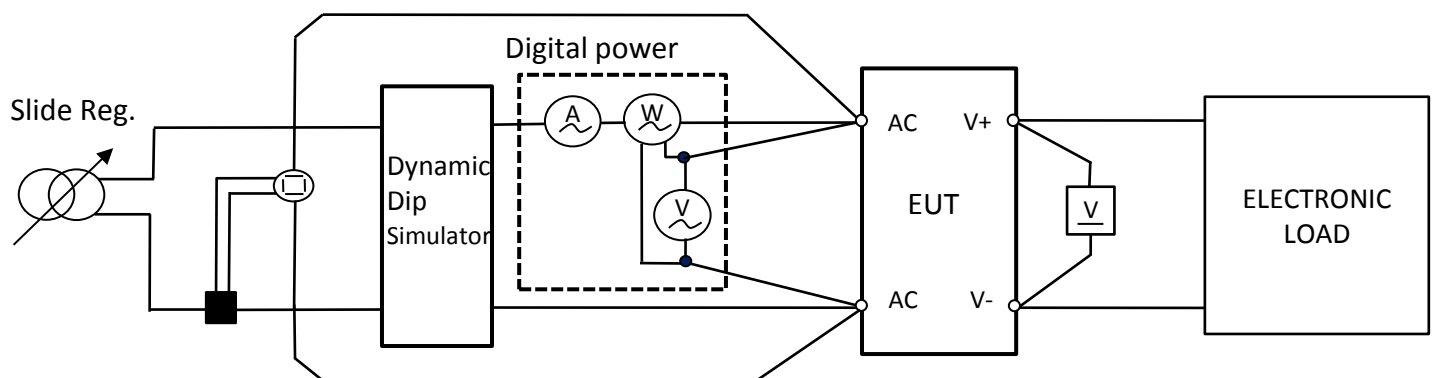 Digital power
Slide Reg.
A
W
AC
V+
Dynamic
Dip
Simulator
V
EUT
V
ELECTRONIC
LOAD
AC
V-